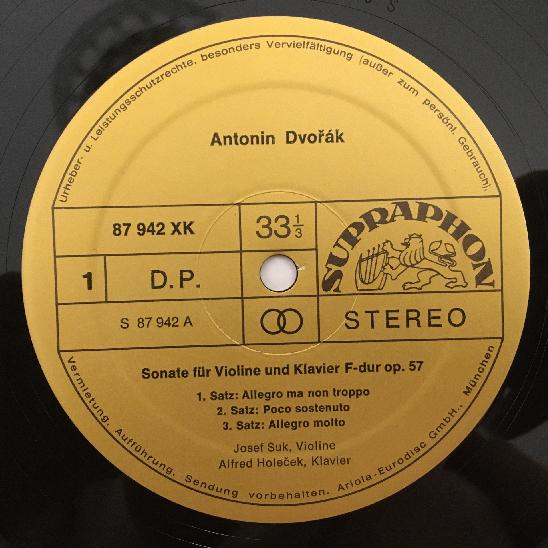 Urheber- u. Leistungsschutzrechte, besonders Vervielfältigung (außer zum persönl. Gebrauch),
Antonin Dvořák
87 942 XK
33 1/3
SUPRAPHON
1
D.P.
S 87 942 A
STEREO
Sonate für Violine und Klavier F-dur op. 57
1. Satz: Allegro ma non troppo
2. Satz: Poco sostenuto
3. Satz: Allegro molto
Josef Suk, Violine
Alfred Holeček, Klavier
Vermietung, Aufführung, Sendung vorbehalten. Ariola-Eurodisc GmbH., München